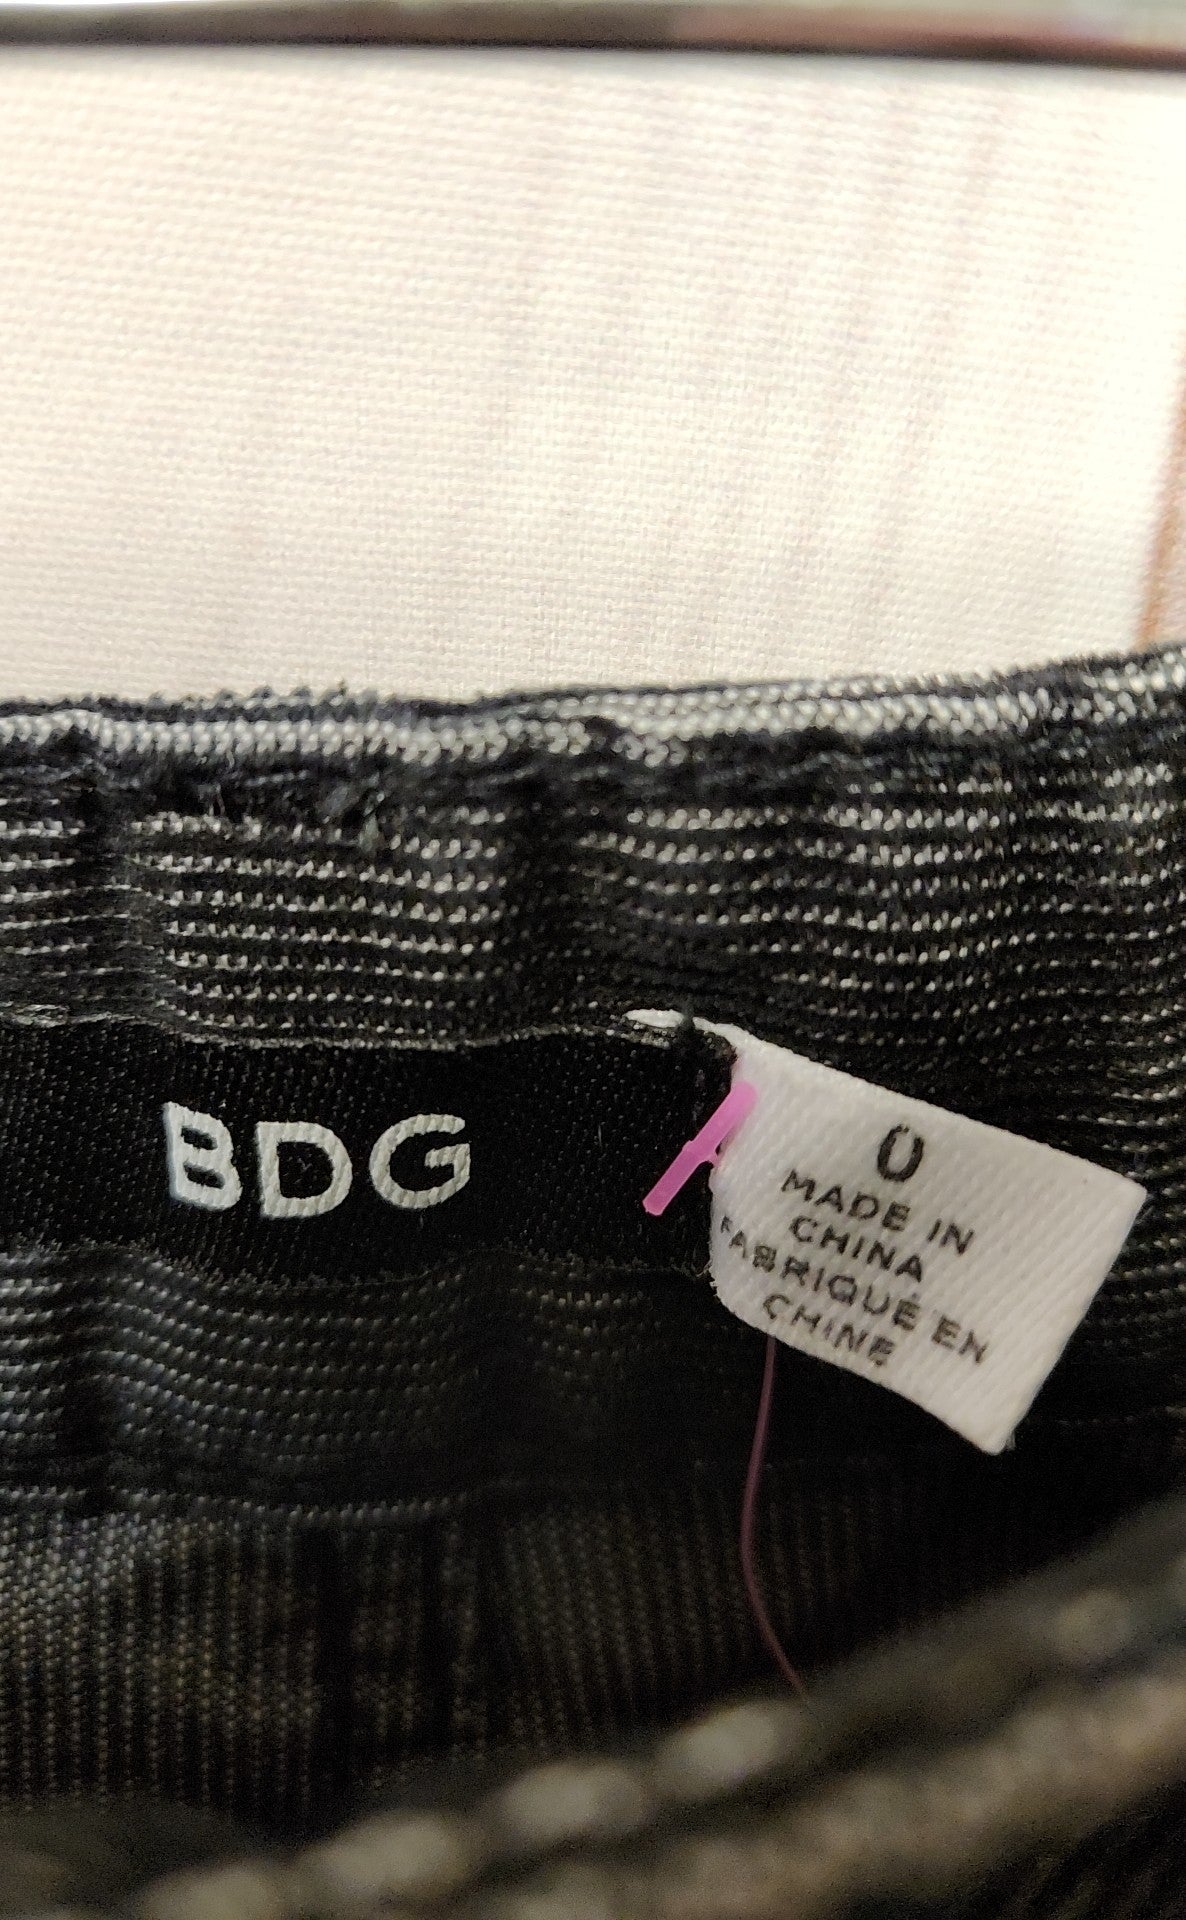 BDG
0
MADE IN
CHINA
FABRIQUÉ EN
CHINE